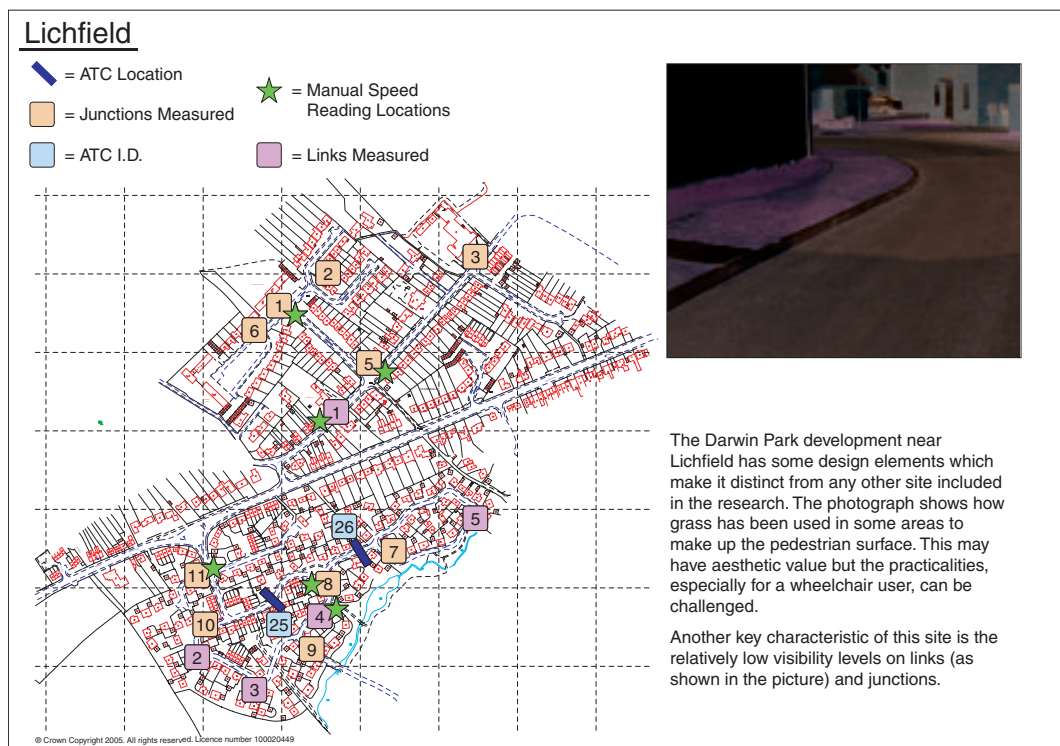 Lichfield
= ATC Location
= Manual Speed
Reading Locations
= Junctions Measured
= ATC I.D.
= Links Measured
3
2
1
6
5
1
26
5
7
11
8
4
10
25
9
2
3
The Darwin Park development near
Lichfield has some design elements which
make it distinct from any other site included
in the research. The photograph shows how
grass has been used in some areas to
make up the pedestrian surface. This may
have aesthetic value but the practicalities,
especially for a wheelchair user, can be
challenged.
Another key characteristic of this site is the
relatively low visibility levels on links (as
shown in the picture) and junctions.
© Crown Copyright 2005. All rights reserved. Licence number 100020449